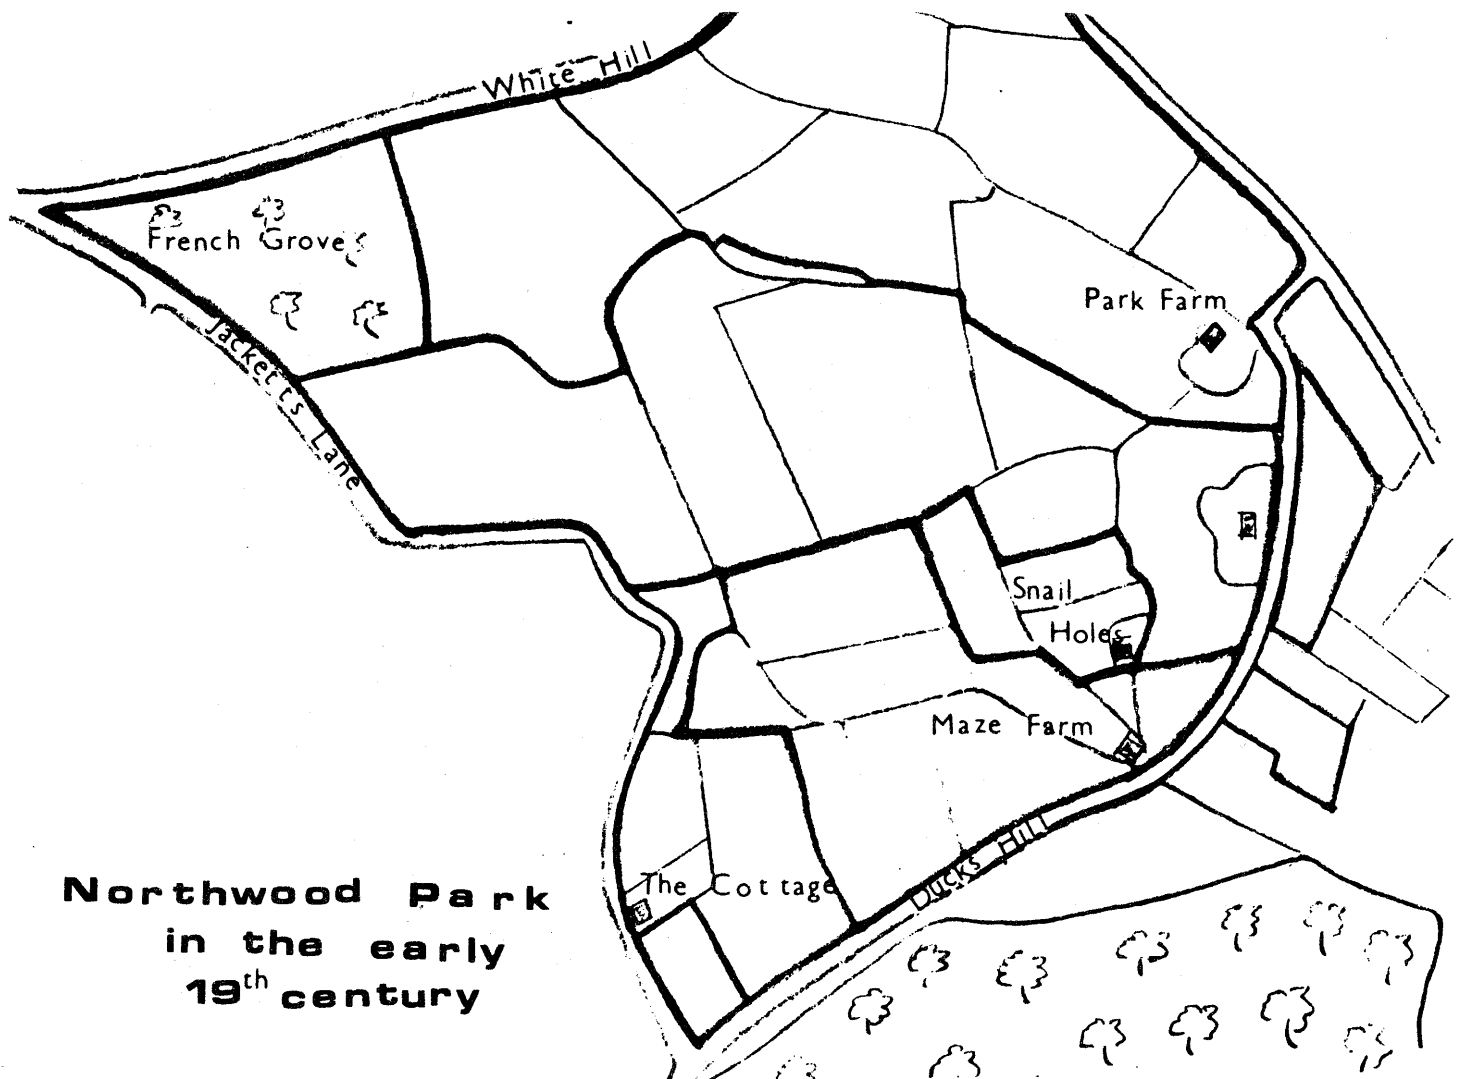 White Hill
French Grove
Jacketts Lane
Park Farm
Snail
Holes
Maze Farm
The Cottage
Ducks Hill
Northwood Park
in the early
19th century